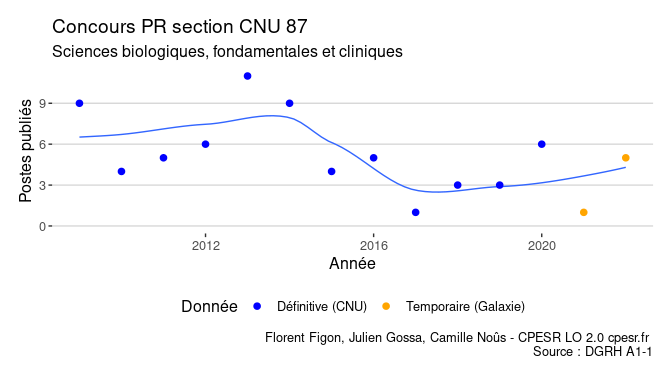 Concours PR section CNU 87
Sciences biologiques, fondamentales et cliniques
Postes publiés
9
6
3
0
2012
2016
2020
Année
Donnée
Définitive (CNU)
Temporaire (Galaxie)
Florent Figon, Julien Gossa, Camille Noûs - CPESR LO 2.0 cpesr.fr
Source : DGRH A1-1